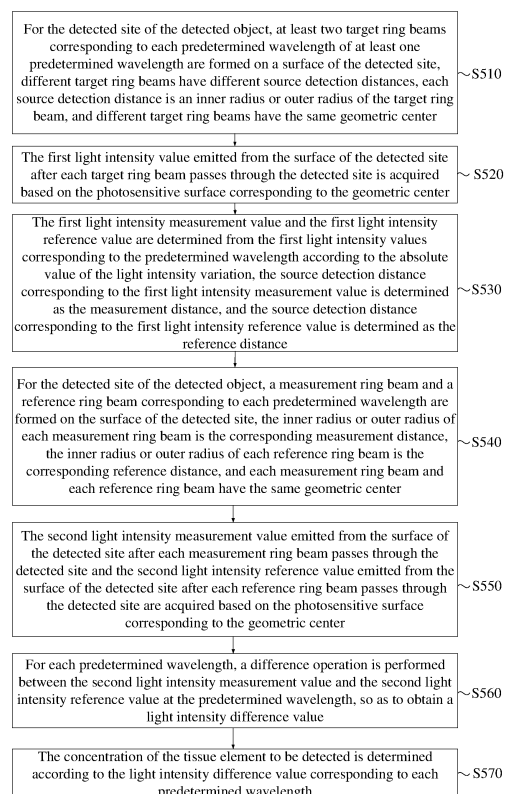 For the detected site of the detected object, at least two target ring beams
corresponding to each predetermined wavelength of at least one
predetermined wavelength are formed on a surface of the detected site,
different target ring beams have different source detection distances, each
source detection distance is an inner radius or outer radius of the target ring
beam, and different target ring beams have the same geometric center
S510
The first light intensity value emitted from the surface of the detected site
after each target ring beam passes through the detected site is acquired
based on the photosensitive surface corresponding to the geometric center
S520
The first light intensity measurement value and the first light intensity
reference value are determined from the first light intensity values
corresponding to the predetermined wavelength according to the absolute
value of the light intensity variation, the source detection distance
corresponding to the first light intensity measurement value is determined
as the measurement distance, and the source detection distance
corresponding to the first light intensity reference value is determined as the
reference distance
S530
For the detected site of the detected object, a measurement ring beam and a
reference ring beam corresponding to each predetermined wavelength are
formed on the surface of the detected site, the inner radius or outer radius of
each measurement ring beam is the corresponding measurement distance,
the inner radius or outer radius of each reference ring beam is the
corresponding reference distance, and each measurement ring beam and
each reference ring beam have the same geometric center
S540
The second light intensity measurement value emitted from the surface of
the detected site after each measurement ring beam passes through the
detected site and the second light intensity reference value emitted from the
surface of the detected site after each reference ring beam passes through
the detected site are acquired based on the photosensitive surface
corresponding to the geometric center
S550
For each predetermined wavelength, a difference operation is performed
between the second light intensity measurement value and the second light
intensity reference value at the predetermined wavelength, so as to obtain a
light intensity difference value
S560
The concentration of the tissue element to be detected is determined
according to the light intensity difference value corresponding to each
predetermined wavelength
S570